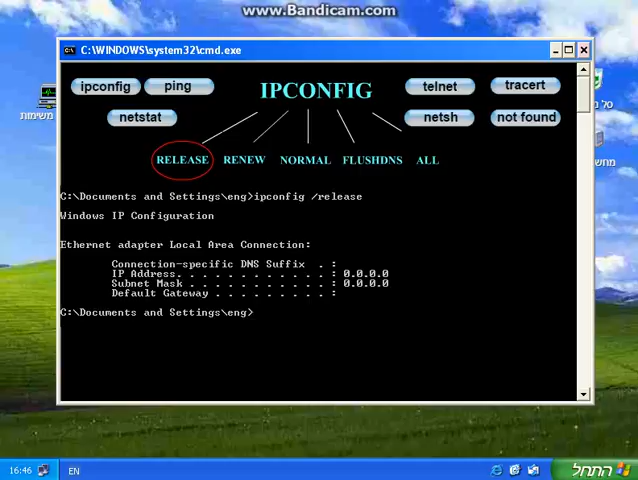 www.Bandicam.com
C:\WINDOWS\system32\cmd.exe
ipconfig ping IPCONFIG telnet tracert
netstat netsh not found
RELEASE RENEW NORMAL FLUSHDNS ALL
C:\Documents and Settings\eng>ipconfig /release
Windows IP Configuration
Ethernet adapter Local Area Connection:
Connection-specific DNS Suffix . :
IP Address. . . . . . . . . . . . : 0.0.0.0
Subnet Mask . . . . . . . . . . . : 0.0.0.0
Default Gateway . . . . . . . . . :
C:\Documents and Settings\eng>
משימות
סל
16:46 EN התחל